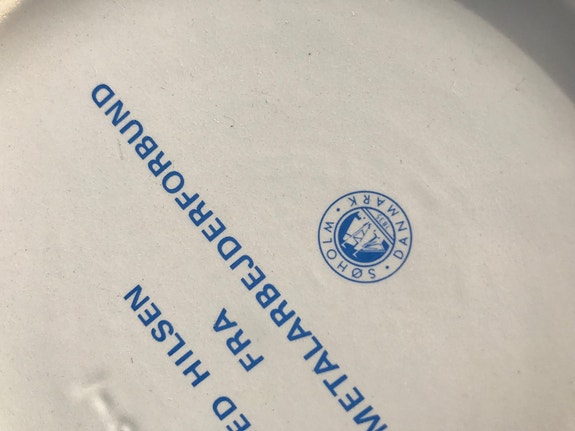 ED HILSEN
FRA
METALARBEJDERFORBUND
SØHOLM • DANMARK •